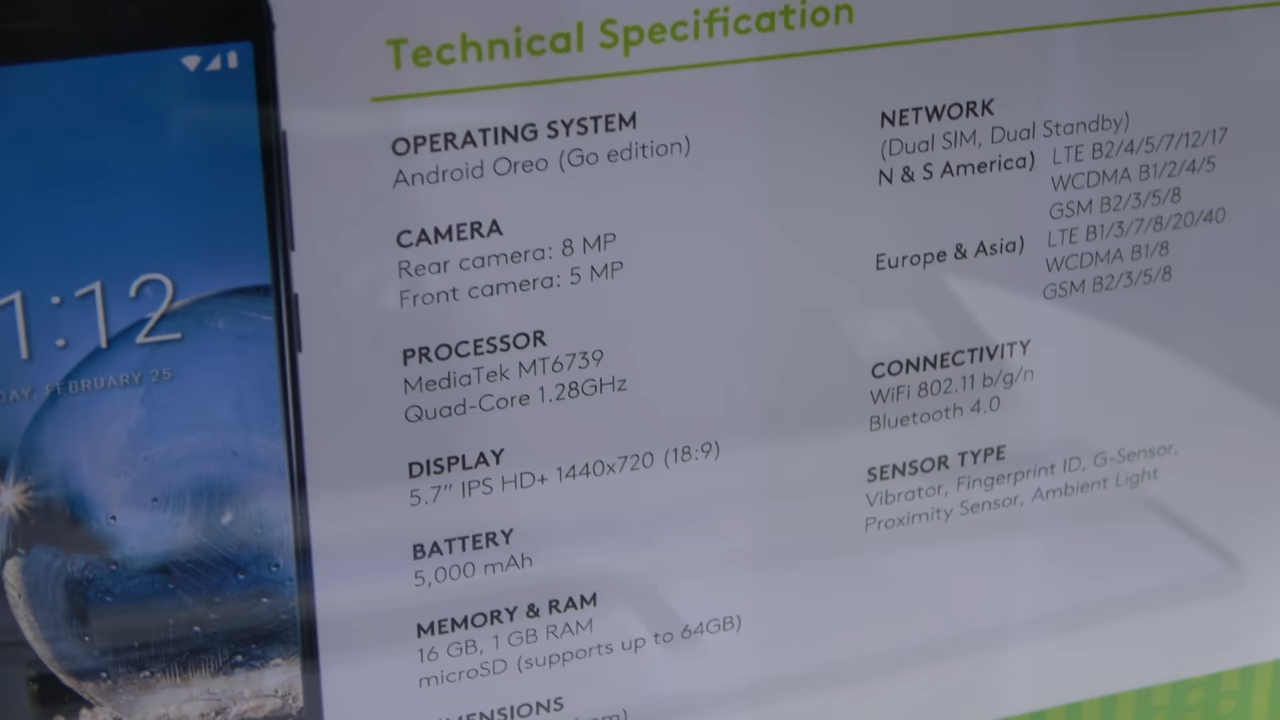 Technical Specification
1:12
FEBRUARY 25
OPERATING SYSTEM
Android Oreo (Go edition)
CAMERA
Rear camera: 8 MP
Front camera: 5 MP
PROCESSOR
MediaTek MT6739
Quad-Core 1.28GHz
DISPLAY
5.7" IPS HD+ 1440x720 (18:9)
BATTERY
5,000 mAh
MEMORY & RAM
16 GB, 1 GB RAM
microSD (supports up to 64GB)
NETWORK
(Dual SIM, Dual Standby)
N & S America) LTE B2/4/5/7/12/17
WCDMA B1/2/4/5
GSM B2/3/5/8
Europe & Asia) LTE B1/3/7/8/20/40
WCDMA B1/8
GSM B2/3/5/8
CONNECTIVITY
WiFi 802.11 b/g/n
Bluetooth 4.0
SENSOR TYPE
Vibrator, Fingerprint ID, G-Sensor,
Proximity Sensor, Ambient Light